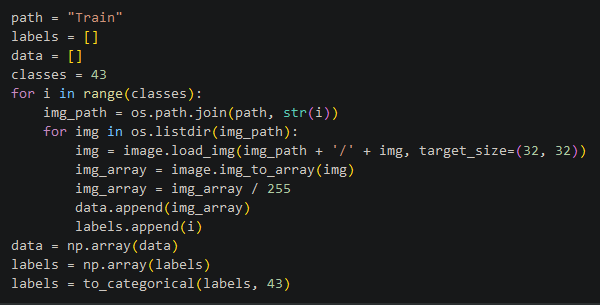 path = "Train"
labels = []
data = []
classes = 43
for i in range(classes):
    img_path = os.path.join(path, str(i))
    for img in os.listdir(img_path):
        img = image.load_img(img_path + '/' + img, target_size=(32, 32))
        img_array = image.img_to_array(img)
        img_array = img_array / 255
        data.append(img_array)
        labels.append(i)
data = np.array(data)
labels = np.array(labels)
labels = to_categorical(labels, 43)